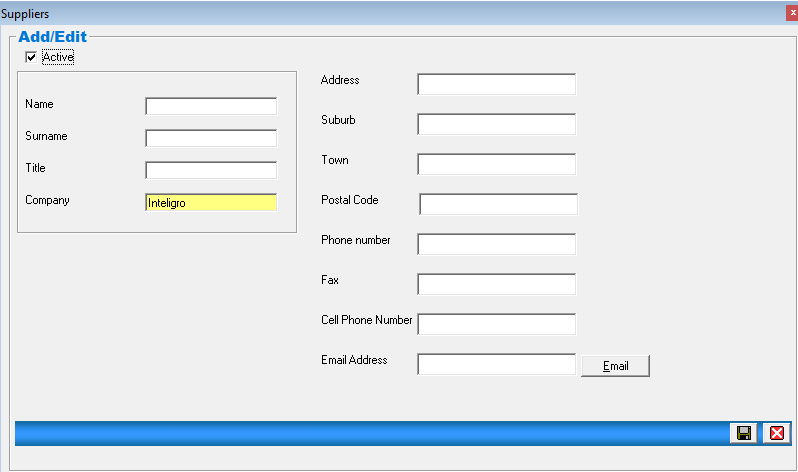 Suppliers
Add/Edit
Active
Name
Surname
Title
Company
Inteligro
Address
Suburb
Town
Postal Code
Phone number
Fax
Cell Phone Number
Email Address
Email